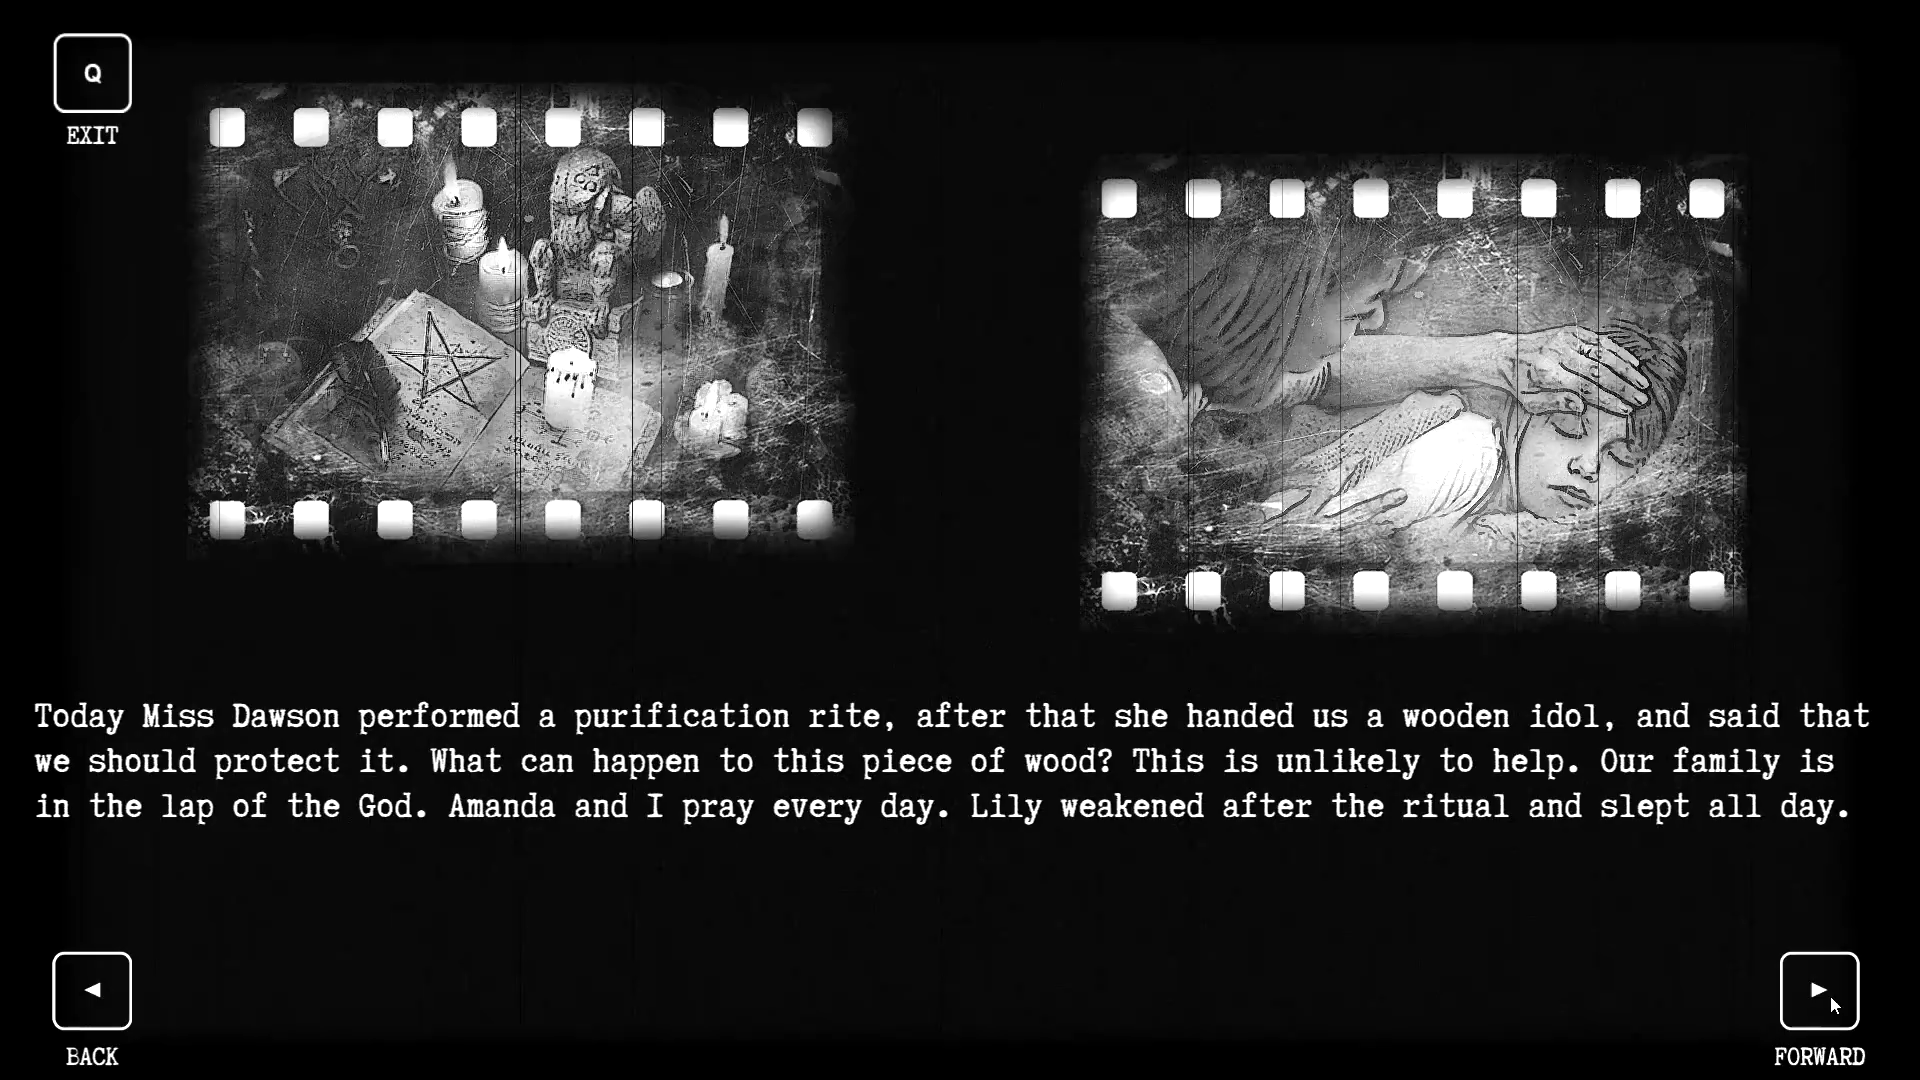 Q
EXIT
Today Miss Dawson performed a purification rite, after that she handed us a wooden idol, and said that
we should protect it. What can happen to this piece of wood? This is unlikely to help. Our family is
in the lap of the God. Amanda and I pray every day. Lily weakened after the ritual and slept all day.
BACK
FORWARD